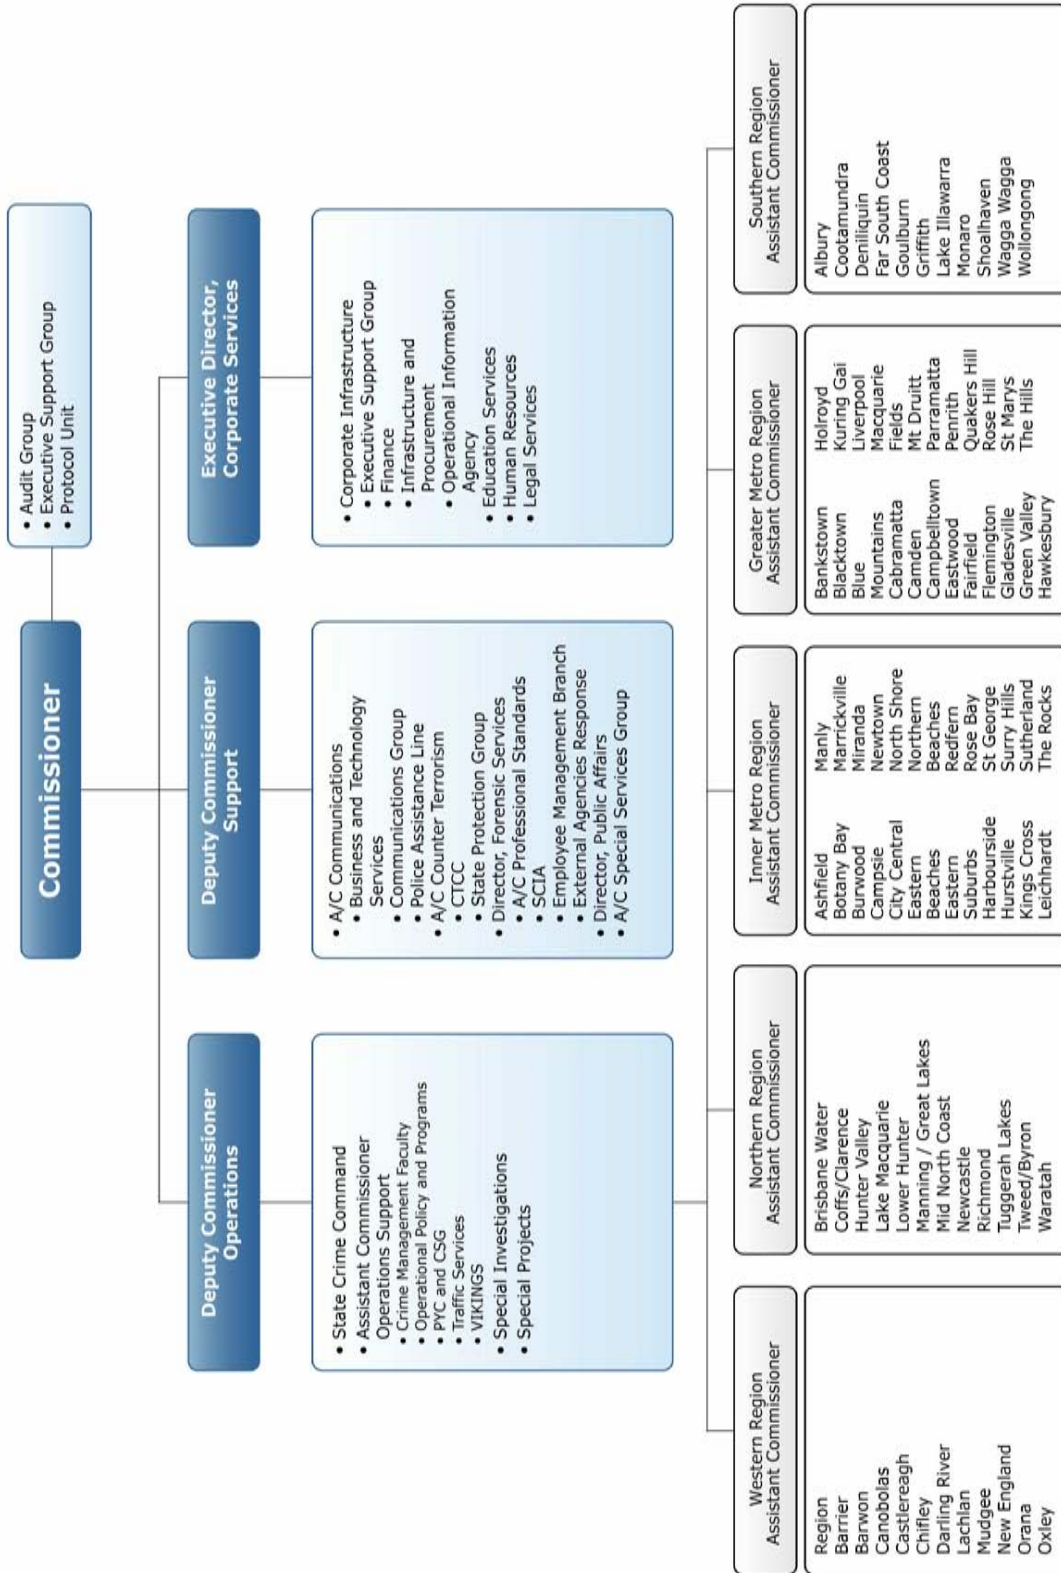 Commissioner
• Audit Group
• Executive Support Group
• Protocol Unit
Deputy Commissioner
Operations
Deputy Commissioner
Support
Executive Director,
Corporate Services
• State Crime Command
• Assistant Commissioner
Operations Support
• Crime Management Faculty
• Operational Policy and Programs
• PYC and CSG
• Traffic Services
• VIKINGS
• Special Investigations
• Special Projects
• A/C Communications
• Business and Technology
Services
• Communications Group
• Police Assistance Line
• A/C Counter Terrorism
• CTCC
• State Protection Group
• Director, Forensic Services
• A/C Professional Standards
• SCIA
• Employee Management Branch
• External Agencies Response
• Director, Public Affairs
• A/C Special Services Group
• Corporate Infrastructure
• Executive Support Group
• Finance
• Infrastructure and
Procurement
• Operational Information
Agency
• Education Services
• Human Resources
• Legal Services
Western Region
Assistant Commissioner
Region
Barrier
Barwon
Canobolas
Castlereagh
Chifley
Darling River
Lachlan
Mudgee
New England
Orana
Oxley
Northern Region
Assistant Commissioner
Brisbane Water
Coffs/Clarence
Hunter Valley
Lake Macquarie
Lower Hunter
Manning / Great Lakes
Mid North Coast
Newcastle
Richmond
Tuggerah Lakes
Tweed/Byron
Waratah
Inner Metro Region
Assistant Commissioner
Ashfield
Botany Bay
Burwood
Campsie
City Central
Eastern
Beaches
Eastern
Suburbs
Harbourside
Hurstville
Kings Cross
Leichhardt
Manly
Marrickville
Miranda
Newtown
North Shore
Northern
Beaches
Redfern
Rose Bay
St George
Surry Hills
Sutherland
The Rocks
Greater Metro Region
Assistant Commissioner
Bankstown
Blacktown
Blue
Mountains
Cabramatta
Camden
Campbelltown
Eastwood
Fairfield
Flemington
Gladesville
Green Valley
Hawkesbury
Holroyd
Kuring Gai
Liverpool
Macquarie
Fields
Mt Druitt
Parramatta
Penrith
Quakers Hill
Rose Hill
St Marys
The Hills
Southern Region
Assistant Commissioner
Albury
Cootamundra
Deniliquin
Far South Coast
Goulburn
Griffith
Lake Illawarra
Monaro
Shoalhaven
Wagga Wagga
Wollongong